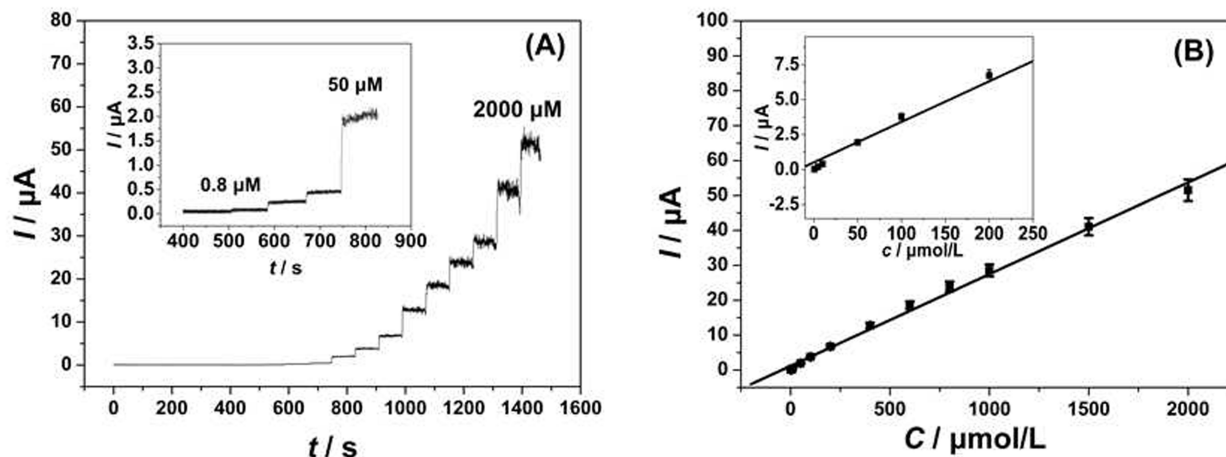 (A)
I / µA
80
70
60
50
40
30
20
10
0
0 200 400 600 800 1000 1200 1400 1600
t / s
2000 µM
I / µA
3.5
3.0
2.5
2.0
1.5
1.0
0.5
0.0
400 500 600 700 800 900
t / s
0.8 µM
50 µM
(B)
I / µA
100
90
80
70
60
50
40
30
20
10
0
0 500 1000 1500 2000
C / µmol/L
I / µA
7.5
5.0
2.5
0.0
-2.5
0 50 100 150 200 250
c / µmol/L